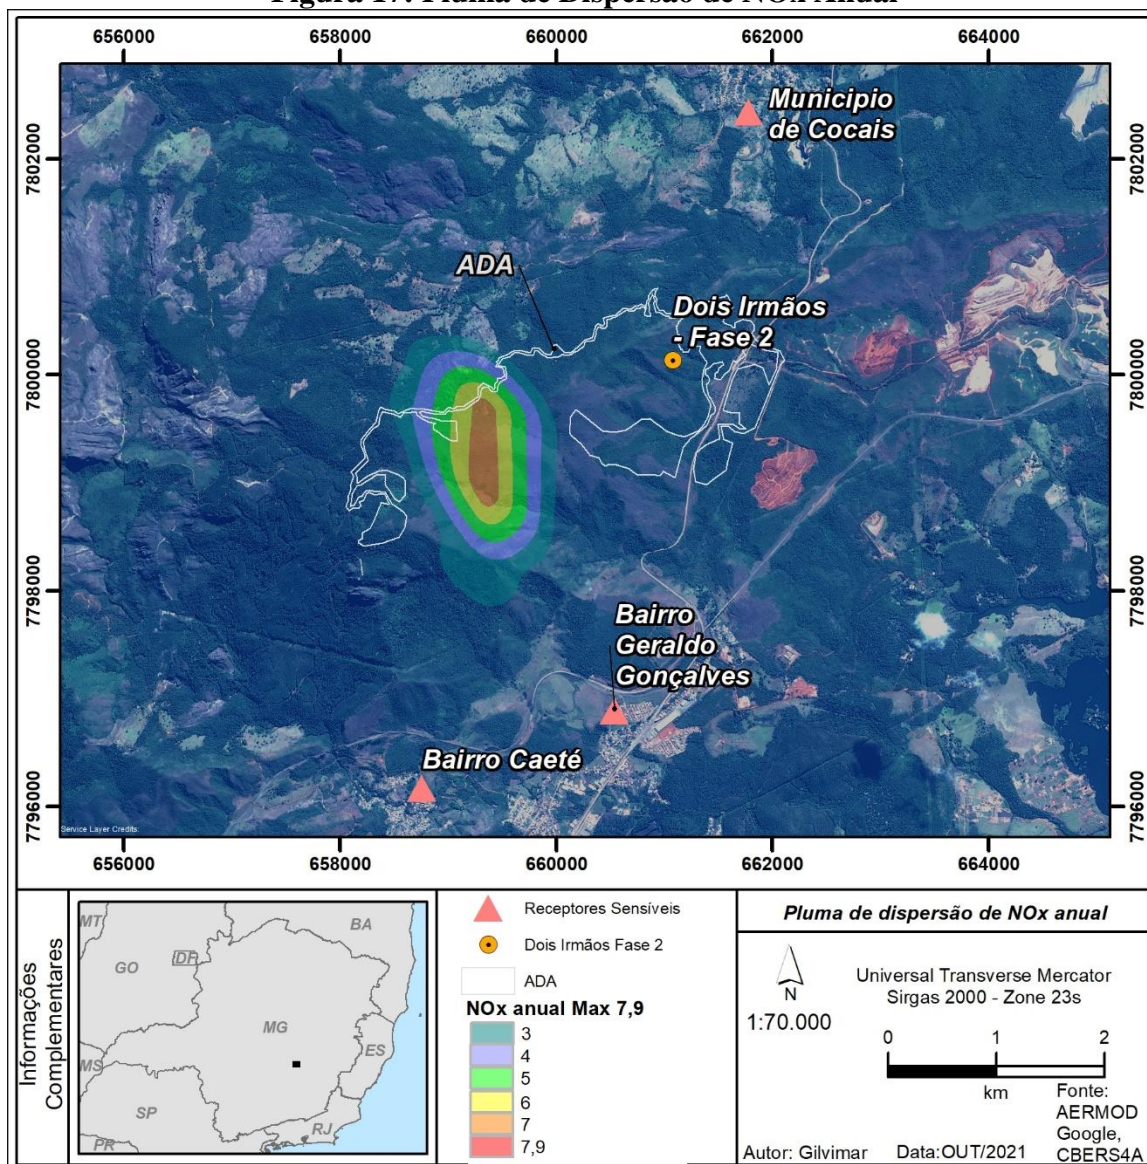 Figura 17. Pluma de Dispersão de NOx Anual
656000
658000
660000
662000
664000
7802000
7800000
7798000
7796000
7802000
7800000
7798000
7796000
Municipio
de Cocais
ADA
Dois Irmãos
- Fase 2
Bairro
Geraldo
Gonçalves
Bairro Caeté
Service Layer Credits:
656000
658000
660000
662000
664000
Informações
Complementares
MT
BA
GO
DF
MG
MS
ES
SP
RJ
PR
Receptores Sensíveis
Dois Irmãos Fase 2
ADA
NOx anual Max 7,9
3
4
5
6
7
7,9
Pluma de dispersão de NOx anual
N
1:70.000
Universal Transverse Mercator
Sirgas 2000 - Zone 23s
0 1 2
km
Fonte:
AERMOD
Google,
CBERS4A
Autor: Gilvimar Data:OUT/2021